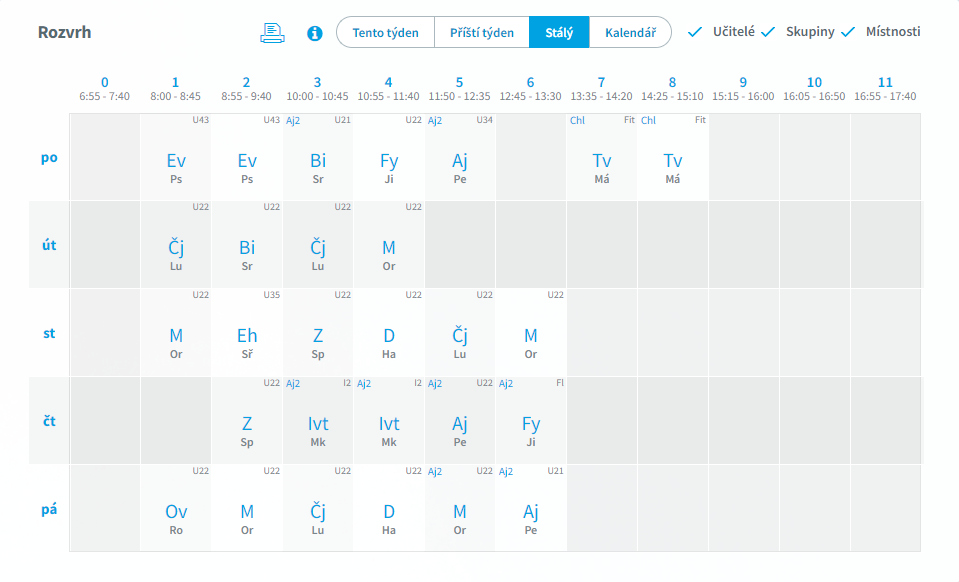 Rozvrh
Tento týden Příští týden Stálý Kalendář
Učitelé Skupiny Místnosti
0 1 2 3 4 5 6 7 8 9 10 11
6:55 - 7:40 8:00 - 8:45 8:55 - 9:40 10:00 - 10:45 10:55 - 11:40 11:50 - 12:35 12:45 - 13:30 13:35 - 14:20 14:25 - 15:10 15:15 - 16:00 16:05 - 16:50 16:55 - 17:40
U43 U43 Aj2 U21 U22 Aj2 U34 Chl Fit Chl Fit
po Ev Ev Bi Fy Aj Tv Tv
Ps Ps Sr Ji Pe Má Má
U22 U22 U22 U22
út Čj Bi Čj M
Lu Sr Lu Or
U22 U35 U22 U22 U22 U22
st M Eh Z D Čj M
Or Sř Sp Ha Lu Or
U22 Aj2 I2 Aj2 I2 Aj2 U22 Aj2 Fl
čt Z Ivt Ivt Aj Fy
Sp Mk Mk Pe Ji
U22 U22 U22 U22 Aj2 U22 Aj2 U21
pá Ov M Čj D M Aj
Ro Or Lu Ha Or Pe